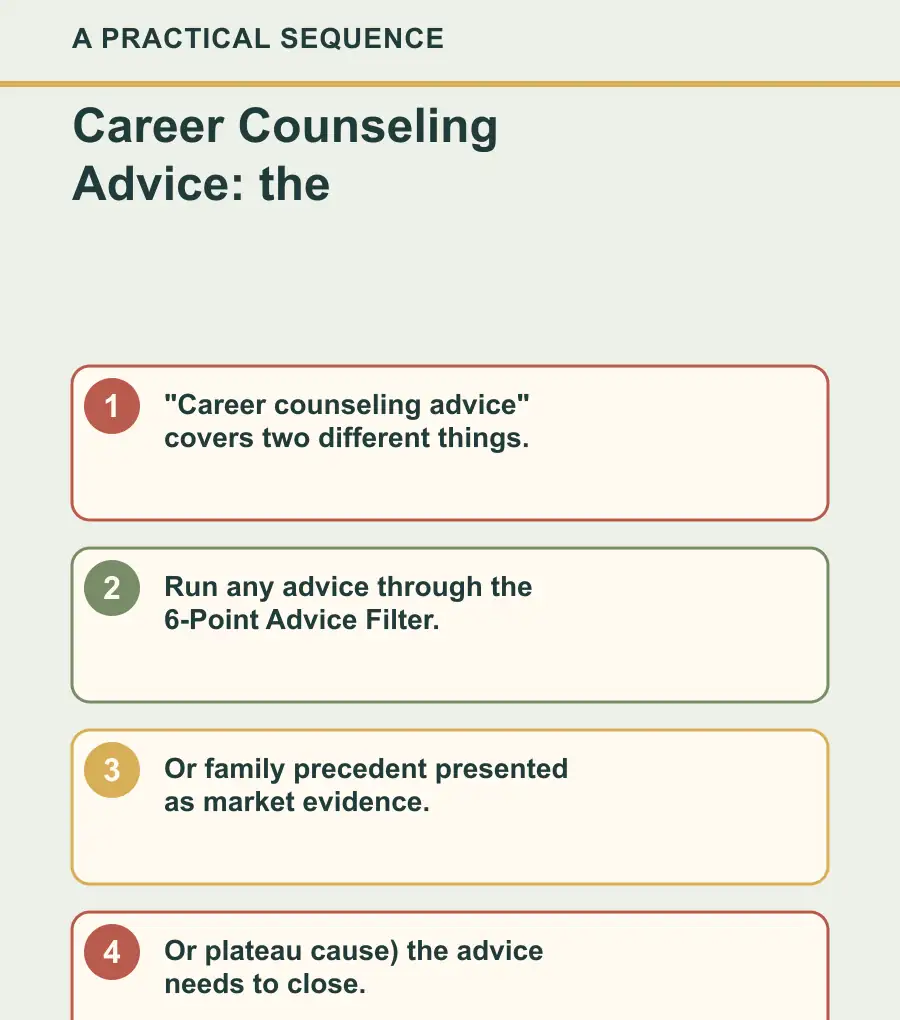 A PRACTICAL SEQUENCE
Career Counseling
Advice: the
1
"Career counseling advice"
covers two different things.
2
Run any advice through the
6-Point Advice Filter.
3
Or family precedent presented
as market evidence.
4
Or plateau cause) the advice
needs to close.